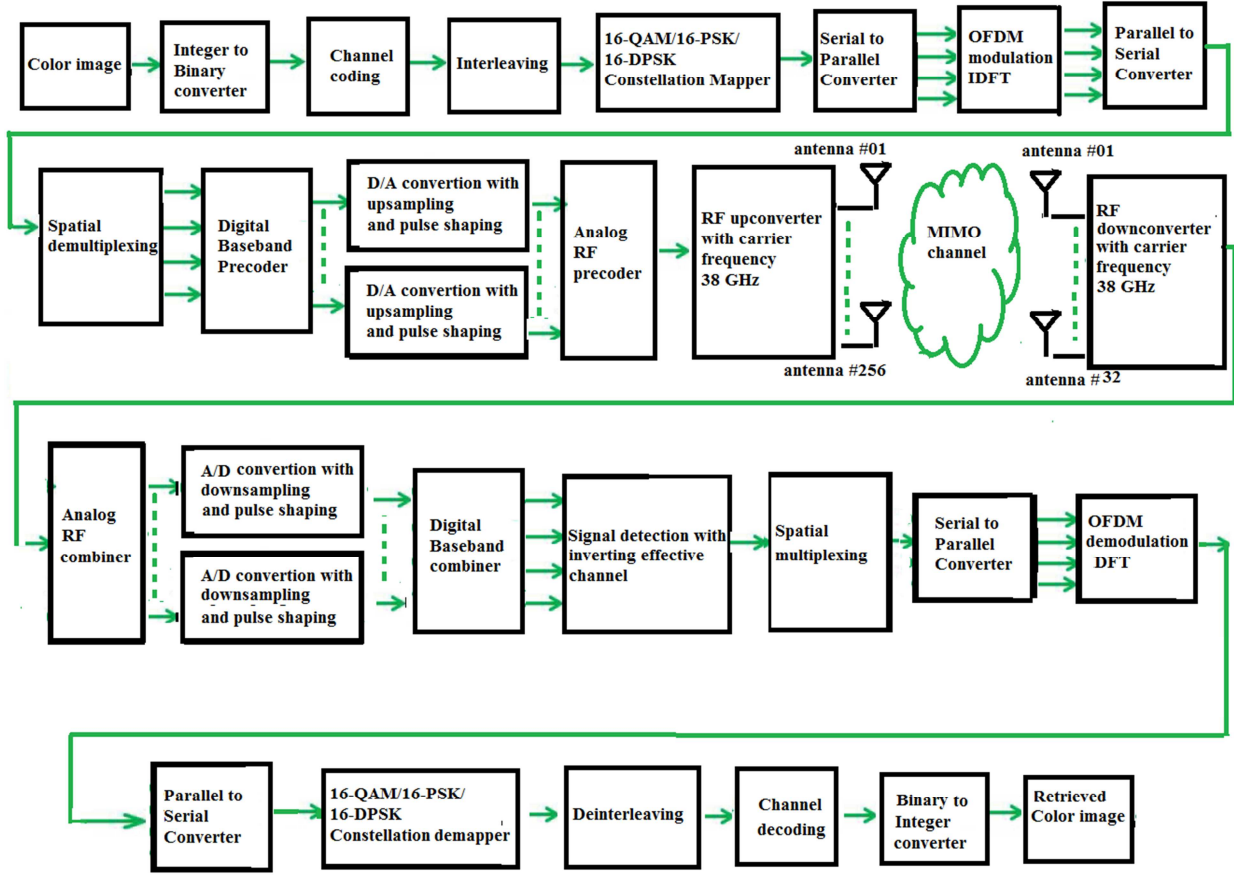 Color image
Integer to
Binary
converter
Channel
coding
Interleaving
16-QAM/16-PSK/
16-DPSK
Constellation Mapper
Serial to
Parallel
Converter
OFDM
modulation
IDFT
Parallel to
Serial
Converter
Spatial
demultiplexing
Digital
Baseband
Precoder
D/A convertion with
upsampling
and pulse shaping
D/A convertion with
upsampling
and pulse shaping
Analog
RF
precoder
RF upconverter
with carrier
frequency
38 GHz
antenna #01
antenna #256
MIMO
channel
antenna #01
antenna #32
RF
downconverter
with carrier
frequency
38 GHz
Analog
RF
combiner
A/D convertion with
downsampling
and pulse shaping
A/D convertion with
downsampling
and pulse shaping
Digital
Baseband
combiner
Signal detection with
inverting effective
channel
Spatial
multiplexing
Serial to
Parallel
Converter
OFDM
demodulation
DFT
Parallel to
Serial
Converter
16-QAM/16-PSK/
16-DPSK
Constellation demapper
Deinterleaving
Channel
decoding
Binary to
Integer
converter
Retrieved
Color image